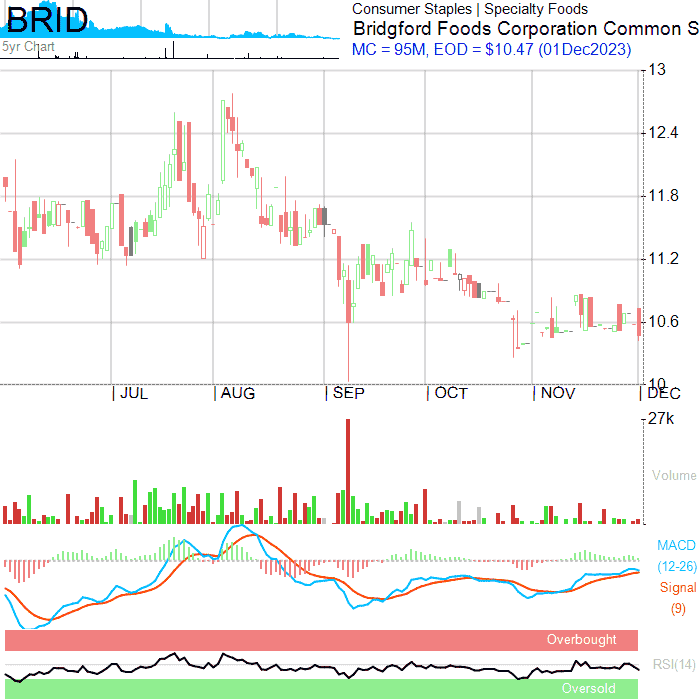 BRID
5yr Chart
Consumer Staples | Specialty Foods
Bridgford Foods Corporation Common S
MC = 95M, EOD = $10.47 (01Dec2023)
13
12.4
11.8
11.2
10.6
10
JUL
AUG
SEP
OCT
NOV
DEC
27k
Volume
MACD
(12-26)
Signal
(9)
Overbought
RSI(14)
Oversold